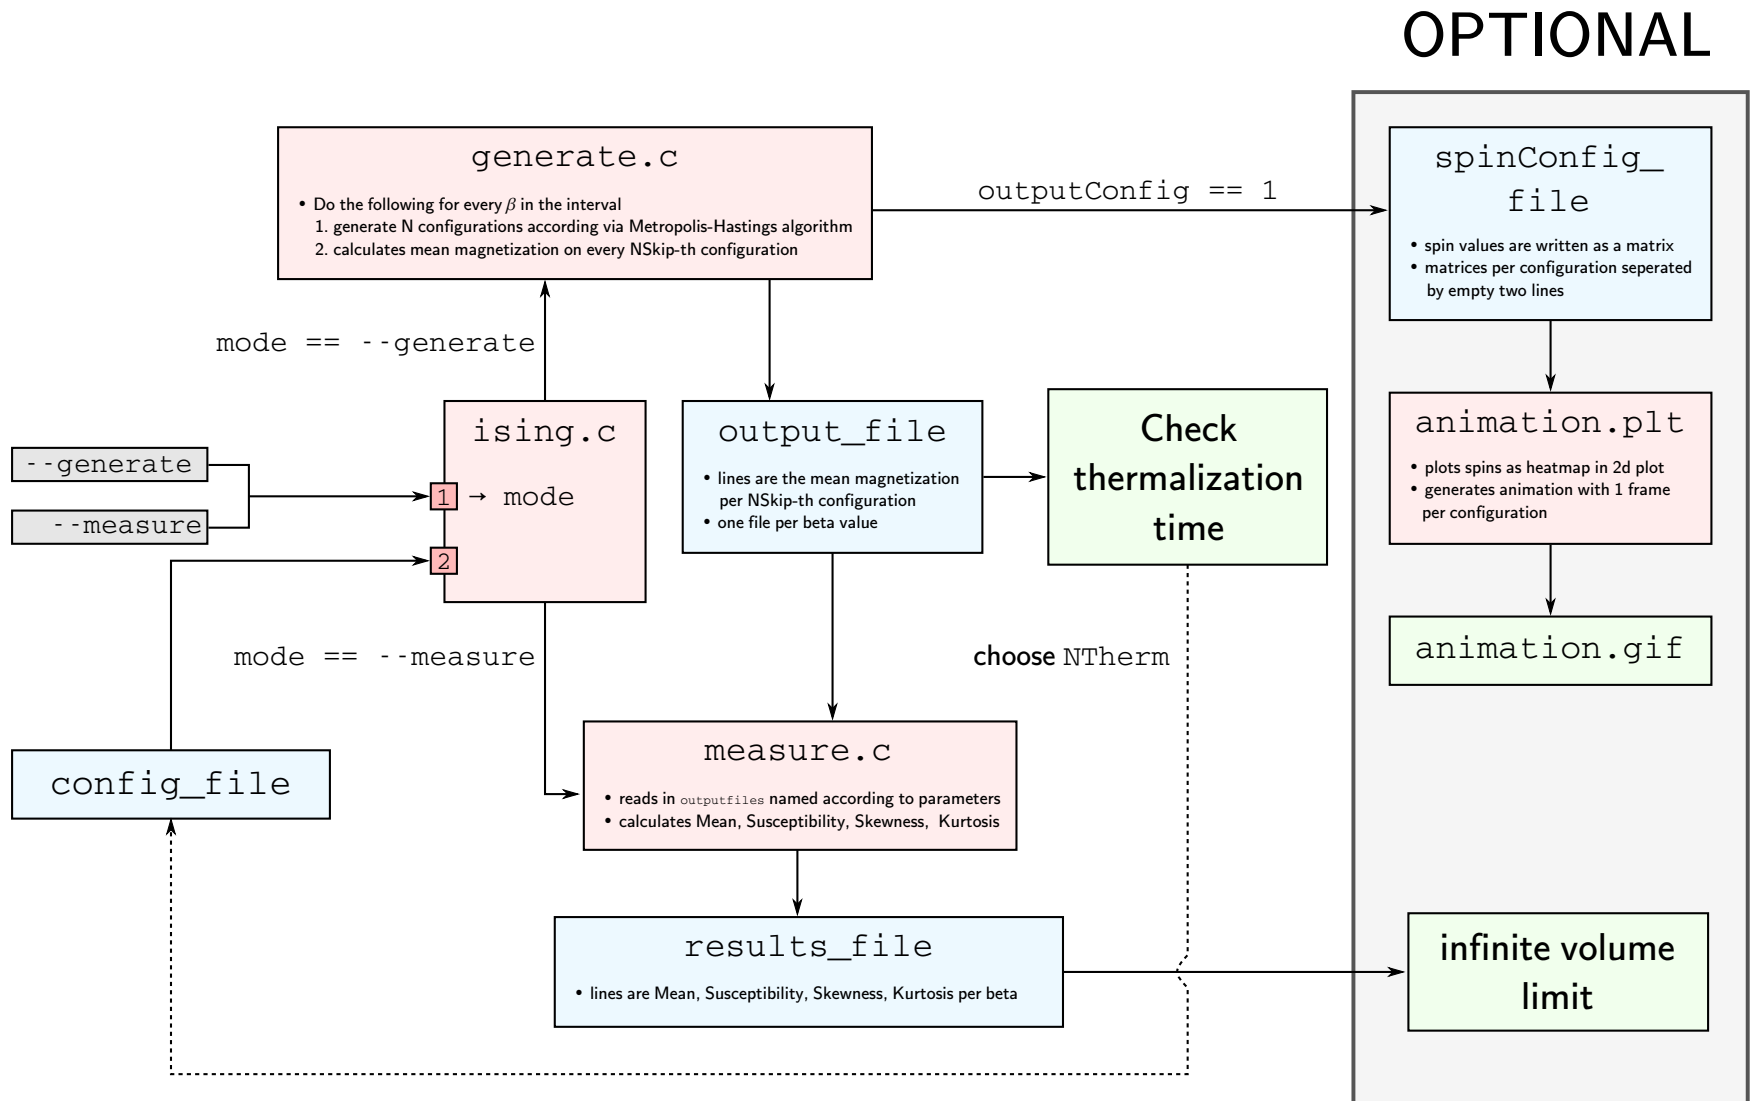 OPTIONAL
generate.c
• Do the following for every β in the interval
1. generate N configurations according via Metropolis-Hastings algorithm
2. calculates mean magnetization on every NSkip-th configuration
outputConfig == 1
spinConfig_
file
• spin values are written as a matrix
• matrices per configuration seperated
by empty two lines
mode == --generate
ising.c
1 → mode
2
--generate
--measure
output_file
• lines are the mean magnetization
per NSkip-th configuration
• one file per beta value
Check
thermalization
time
animation.plt
• plots spins as heatmap in 2d plot
• generates animation with 1 frame
per configuration
animation.gif
mode == --measure
choose NTherm
config_file
measure.c
• reads in outputfiles named according to parameters
• calculates Mean, Susceptibility, Skewness, Kurtosis
results_file
• lines are Mean, Susceptibility, Skewness, Kurtosis per beta
infinite volume
limit